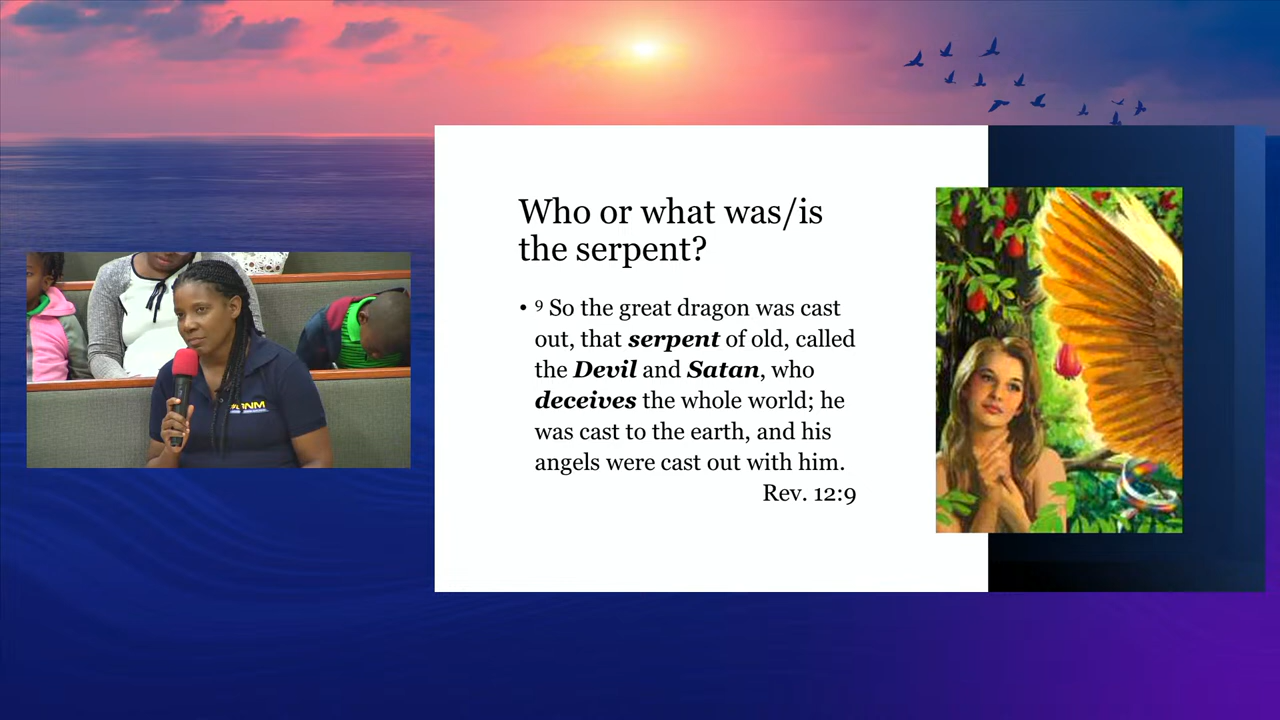 Who or what was/is
the serpent?
• ⁹ So the great dragon was cast
out, that serpent of old, called
the Devil and Satan, who
deceives the whole world; he
was cast to the earth, and his
angels were cast out with him.
Rev. 12:9